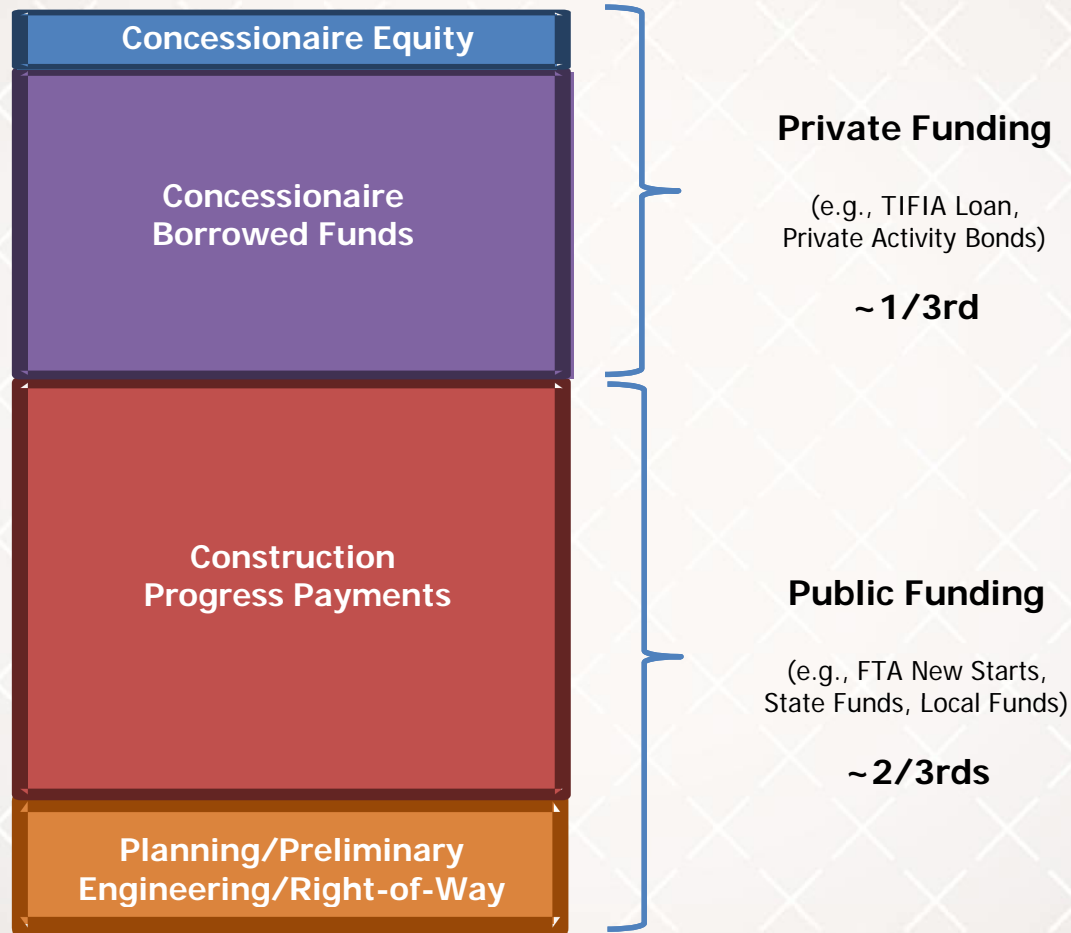 Concessionaire Equity
Concessionaire
Borrowed Funds
Construction
Progress Payments
Planning/Preliminary
Engineering/Right-of-Way
Private Funding
(e.g., TIFIA Loan,
Private Activity Bonds)
~1/3rd
Public Funding
(e.g., FTA New Starts,
State Funds, Local Funds)
~2/3rds